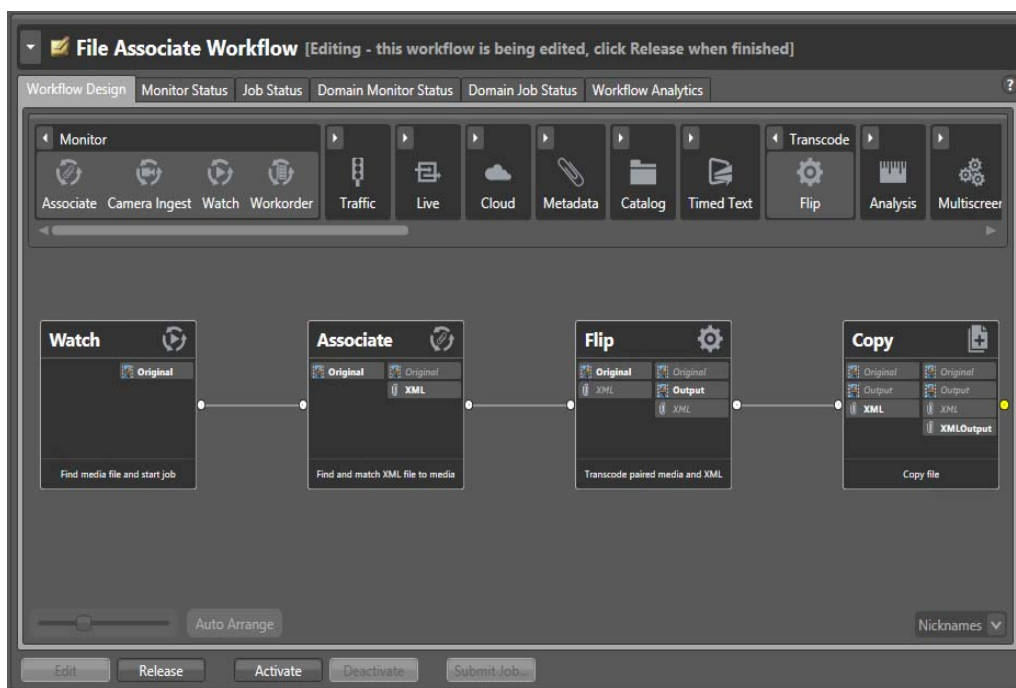 File Associate Workflow [Editing - this workflow is being edited, click Release when finished]
Workflow Design Monitor Status Job Status Domain Monitor Status Domain Job Status Workflow Analytics ?
Monitor Transcode
Associate Camera Ingest Watch Workorder Traffic Live Cloud Metadata Catalog Timed Text Flip Analysis Multiscreen
Watch
Original
Find media file and start job
Associate
Original Original
XML
Find and match XML file to media
Flip
Original Original
XML Output
XML
Transcode paired media and XML
Copy
Original Original
Output Output
XML XML
XMLOutput
Copy file
Auto Arrange Nicknames
Edit Release Activate Deactivate Submit Job...